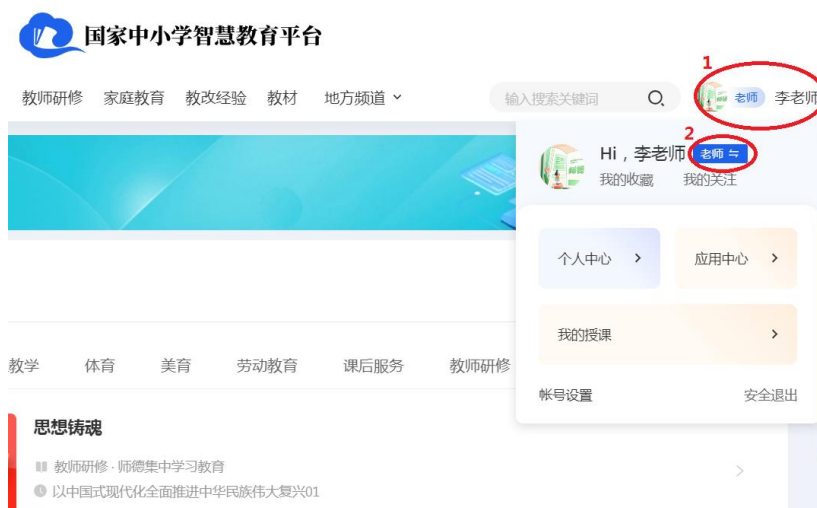 国家中小学智慧教育平台
1
教师研修 家庭教育 教改经验 教材 地方频道 输入搜索关键词 老师 李老师
2
Hi，李老师 老师
我的收藏 我的关注
个人中心 应用中心
我的授课
教学 体育 美育 劳动教育 课后服务 教师研修
帐号设置 安全退出
思想铸魂
教师研修·师德集中学习教育
以中国式现代化全面推进中华民族伟大复兴01